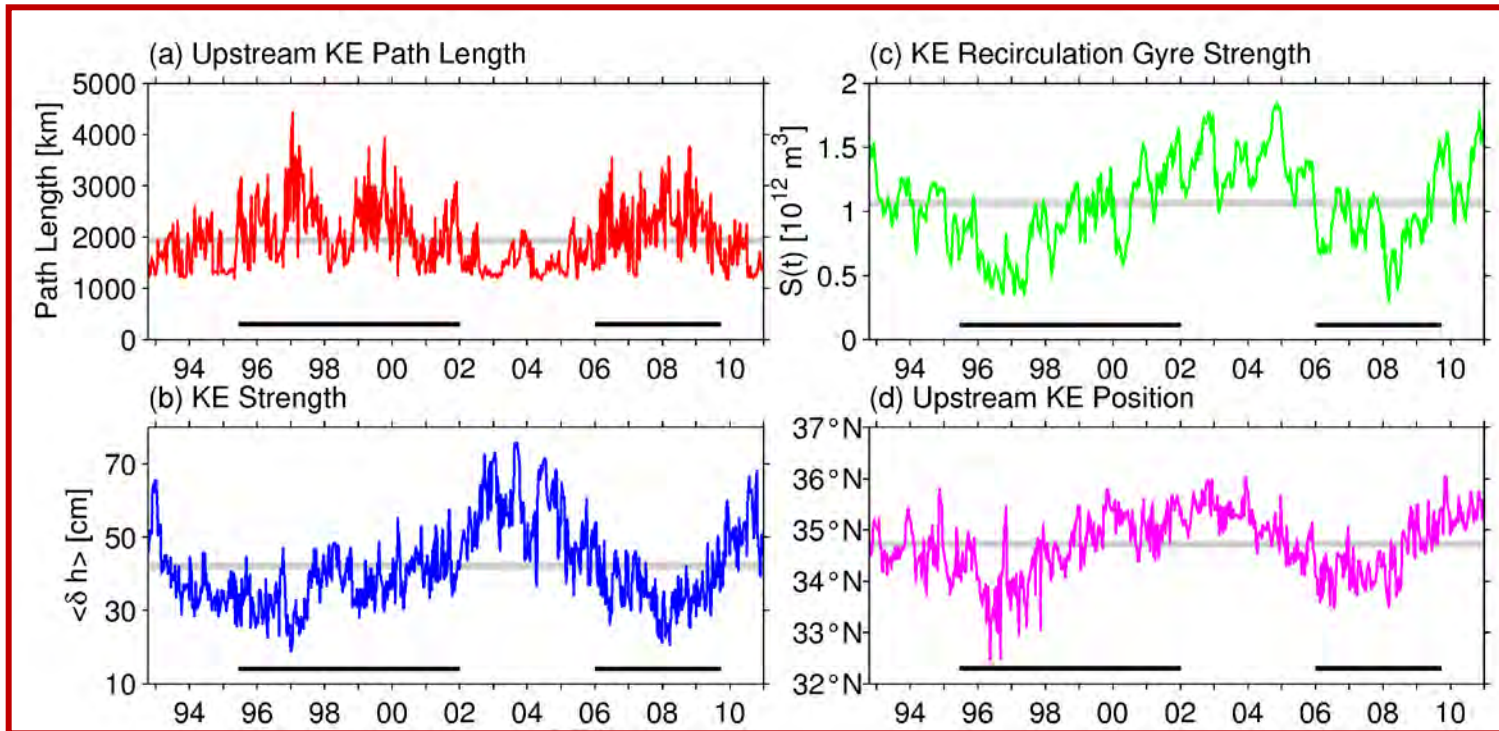 (a) Upstream KE Path Length
Path Length [km]
5000
4000
3000
2000
1000
0
94 96 98 00 02 04 06 08 10
(b) KE Strength
<δ h> [cm]
70
50
30
10
94 96 98 00 02 04 06 08 10
(c) KE Recirculation Gyre Strength
S(t) [10¹² m³]
2
1.5
1
0.5
0
94 96 98 00 02 04 06 08 10
(d) Upstream KE Position
37°N
36°N
35°N
34°N
33°N
32°N
94 96 98 00 02 04 06 08 10